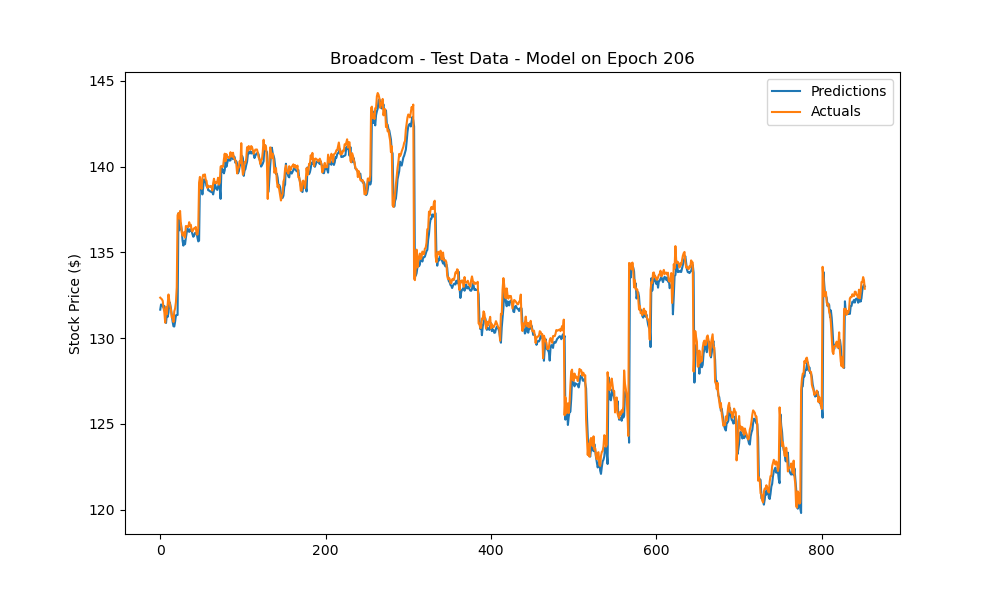 Broadcom - Test Data - Model on Epoch 206
Predictions
Actuals
Stock Price ($)
145
140
135
130
125
120
0 200 400 600 800